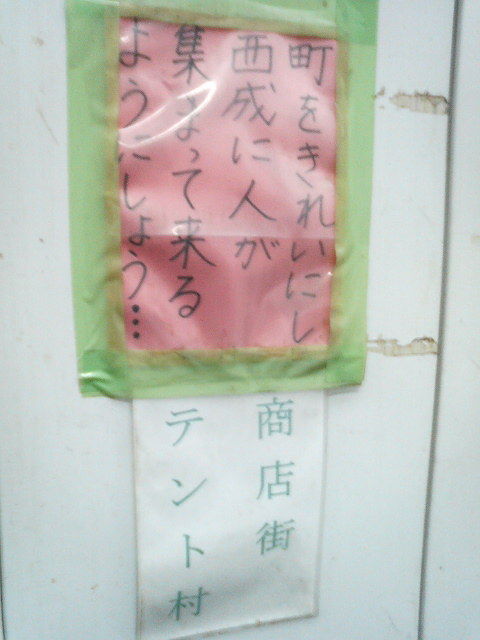 町をきれいにし
西成に人が
集まって来る
ようにしよう…
商店街
テント村